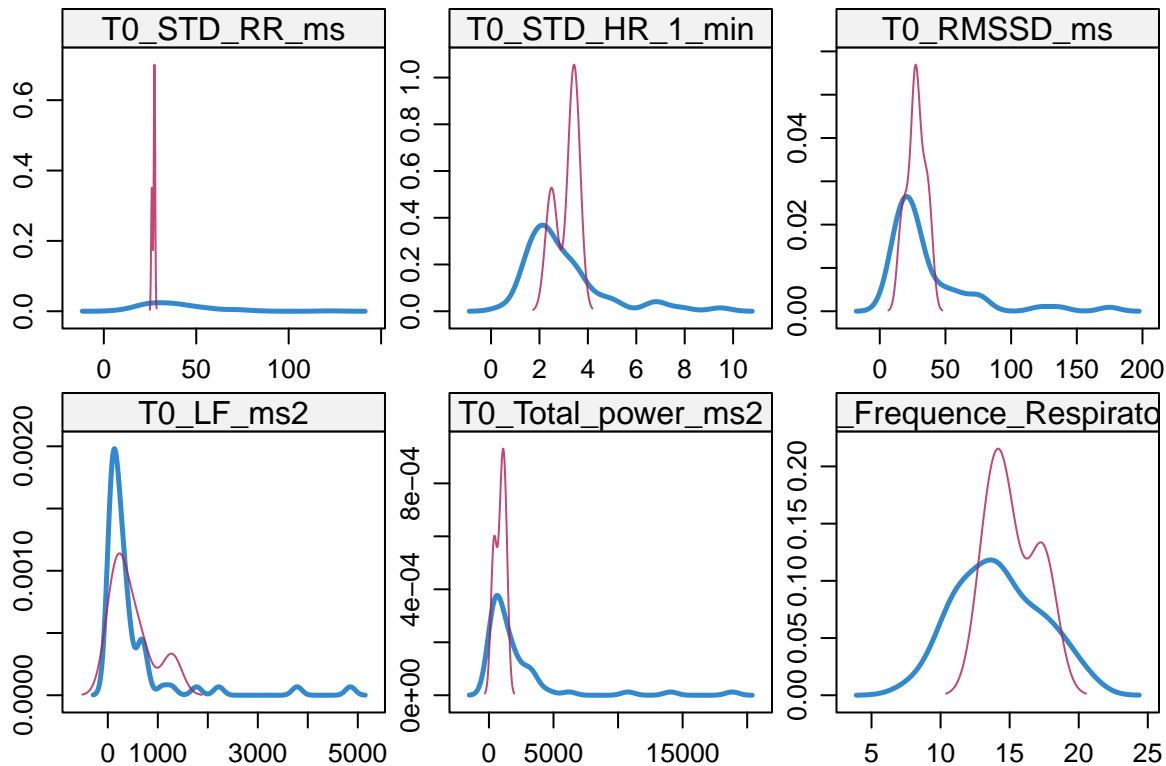 T0_STD_RR_ms
T0_STD_HR_1_min
T0_RMSSD_ms
0.0 0.2 0.4 0.6
0 50 100
0.0 0.2 0.4 0.6 0.8 1.0
0 2 4 6 8 10
0.00 0.02 0.04
0 50 100 150 200
T0_LF_ms2
T0_Total_power_ms2
_Frequence_Respirato
0.0000 0.0010 0.0020
0 1000 3000 5000
0e+00 4e−04 8e−04
0 5000 15000
0.00 0.05 0.10 0.15 0.20
5 10 15 20 25